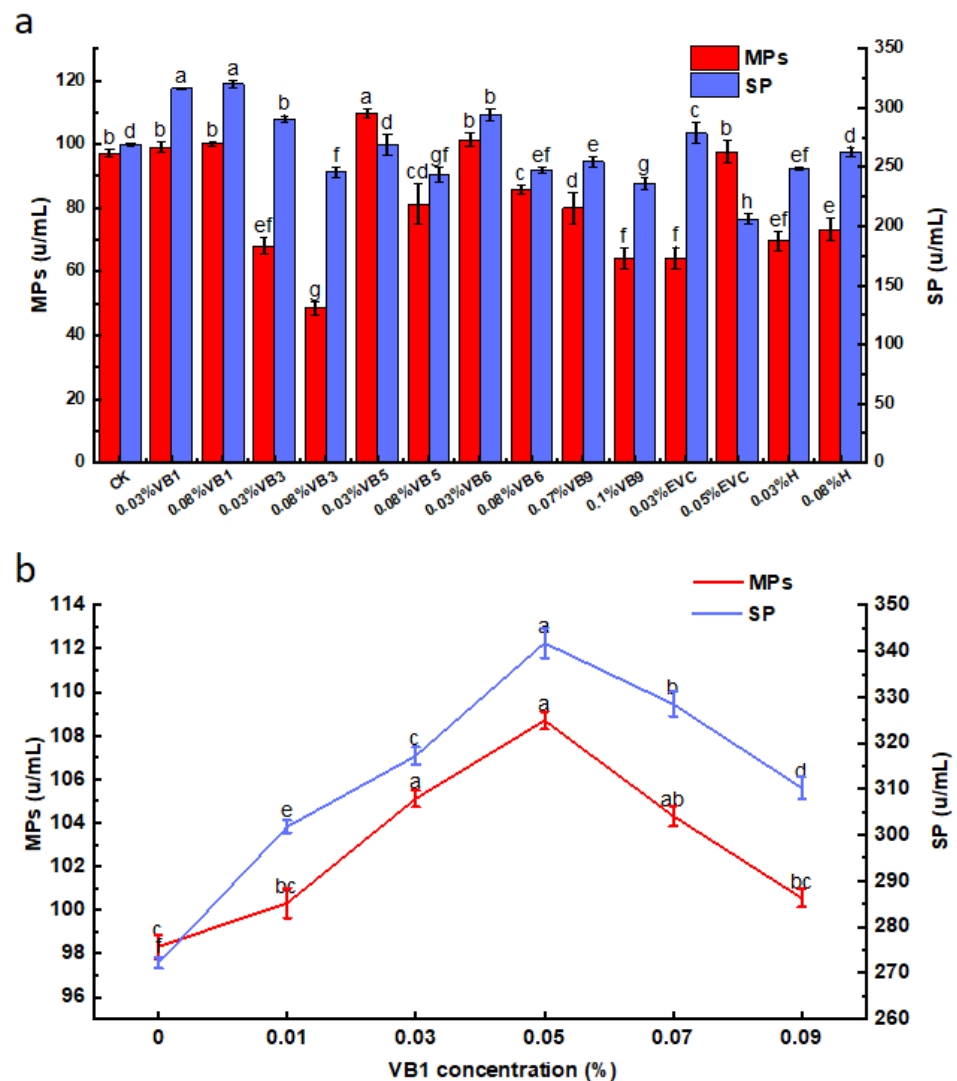 a
MPs
SP
MPs (u/mL)
120
100
80
60
40
20
0
SP (u/mL)
350
300
250
200
150
100
50
0
b d b a b a ef b g f a d cd gf b b c ef d e f g f c b h ef ef e d
CK 0.03%VB1 0.08%VB1 0.03%VB3 0.08%VB3 0.03%VB5 0.08%VB5 0.03%VB6 0.08%VB6 0.07%VB9 0.1%VB9 0.03%EVC 0.05%EVC 0.03%H 0.08%H
b
MPs
SP
MPs (u/mL)
114
112
110
108
106
104
102
100
98
96
SP (u/mL)
350
340
330
320
310
300
290
280
270
260
e c a b d
c bc a a ab bc
0 0.01 0.03 0.05 0.07 0.09
VB1 concentration (%)